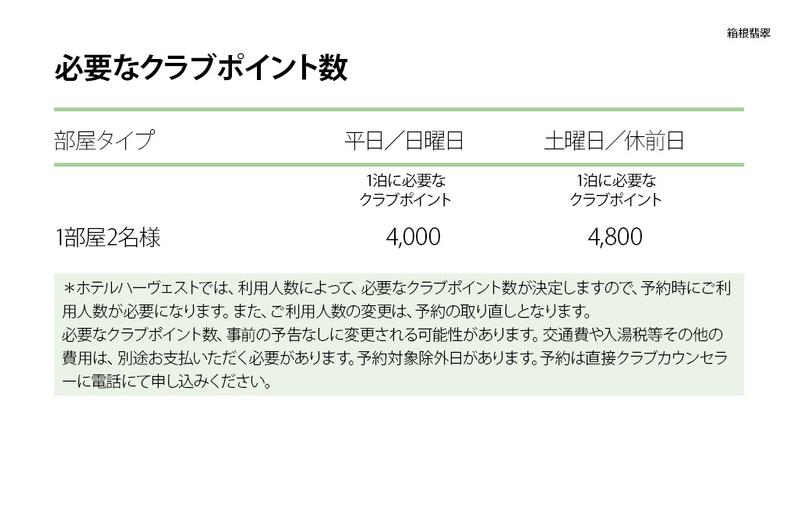 箱根翡翠
必要なクラブポイント数
部屋タイプ 平日／日曜日 土曜日／休前日
1泊に必要な 1泊に必要な
クラブポイント クラブポイント
1部屋2名様 4,000 4,800
＊ホテルハーヴェストでは、利用人数によって、必要なクラブポイント数が決定しますので、予約時にご利
用人数が必要になります。また、ご利用人数の変更は、予約の取り直しとなります。
必要なクラブポイント数、事前の予告なしに変更される可能性があります。交通費や入湯税等その他の
費用は、別途お支払いただく必要があります。予約対象除外日があります。予約は直接クラブカウンセラ
ーに電話にて申し込みください。